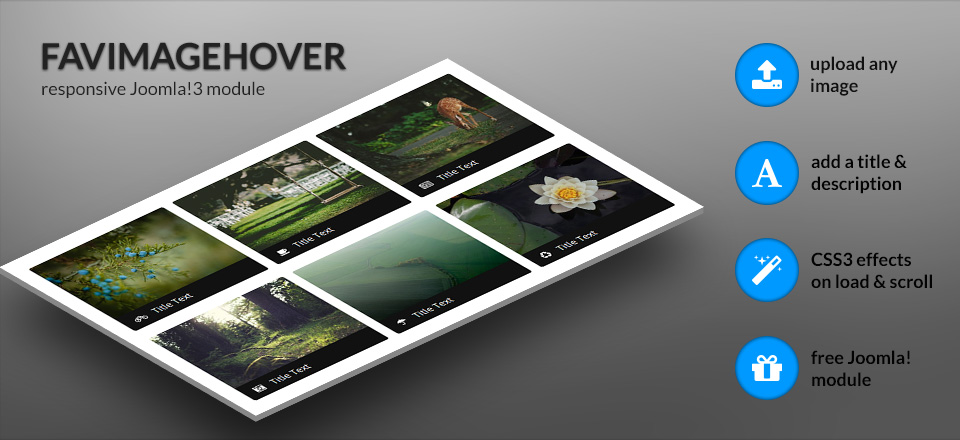 FAVIMAGEHOVER
responsive Joomla!3 module
upload any
image
add a title &
description
CSS3 effects
on load & scroll
free Joomla!
module
Title Text
Title Text
Title Text
Title Text
Title Text
Title Text
A